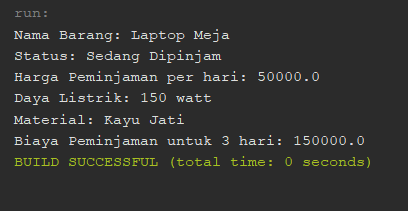 run:
Nama Barang: Laptop Meja
Status: Sedang Dipinjam
Harga Peminjaman per hari: 50000.0
Daya Listrik: 150 watt
Material: Kayu Jati
Biaya Peminjaman untuk 3 hari: 150000.0
BUILD SUCCESSFUL (total time: 0 seconds)